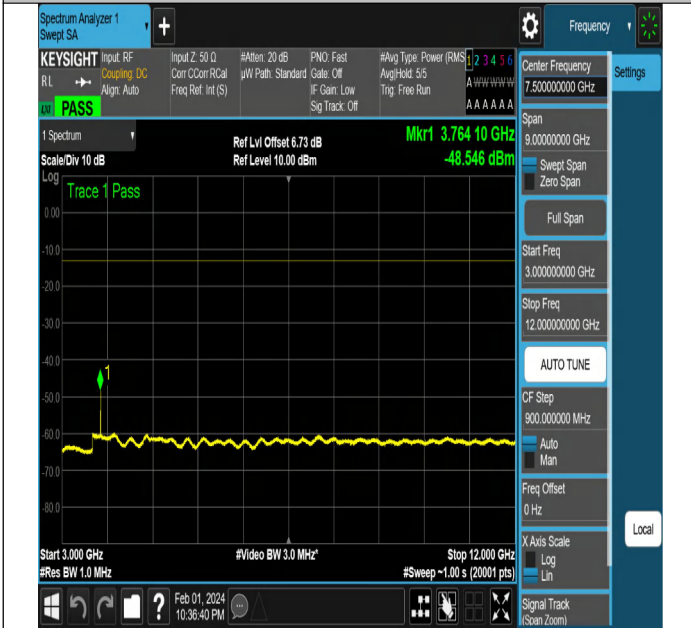 Spectrum Analyzer 1
Swept SA
+
Frequency
KEYSIGHT
RL
LXI
PASS
Input: RF
Coupling: DC
Align: Auto
Input Z: 50 Ω
Corr CCorr RCal
Freq Ref: Int (S)
#Atten: 20 dB
µW Path: Standard
PNO: Fast
Gate: Off
IF Gain: Low
Sig Track: Off
#Avg Type: Power (RMS
Avg|Hold: 5/5
Trig: Free Run
1 2 3 4 5 6
A W W W W W
A A A A A A
1 Spectrum
Scale/Div 10 dB
Ref Lvl Offset 6.73 dB
Ref Level 10.00 dBm
Mkr1 3.764 10 GHz
-48.546 dBm
Log
Trace 1 Pass
0.00
-10.0
-20.0
-30.0
-40.0
1
-50.0
-60.0
-70.0
-80.0
Start 3.000 GHz
#Video BW 3.0 MHz*
Stop 12.000 GHz
#Res BW 1.0 MHz
#Sweep ~1.00 s (20001 pts)
Feb 01, 2024
10:36:40 PM
?
Center Frequency
7.500000000 GHz
Settings
Span
9.00000000 GHz
Swept Span
Zero Span
Full Span
Start Freq
3.000000000 GHz
Stop Freq
12.000000000 GHz
AUTO TUNE
CF Step
900.000000 MHz
Auto
Man
Freq Offset
0 Hz
X Axis Scale
Log
Lin
Local
Signal Track
(Span Zoom)